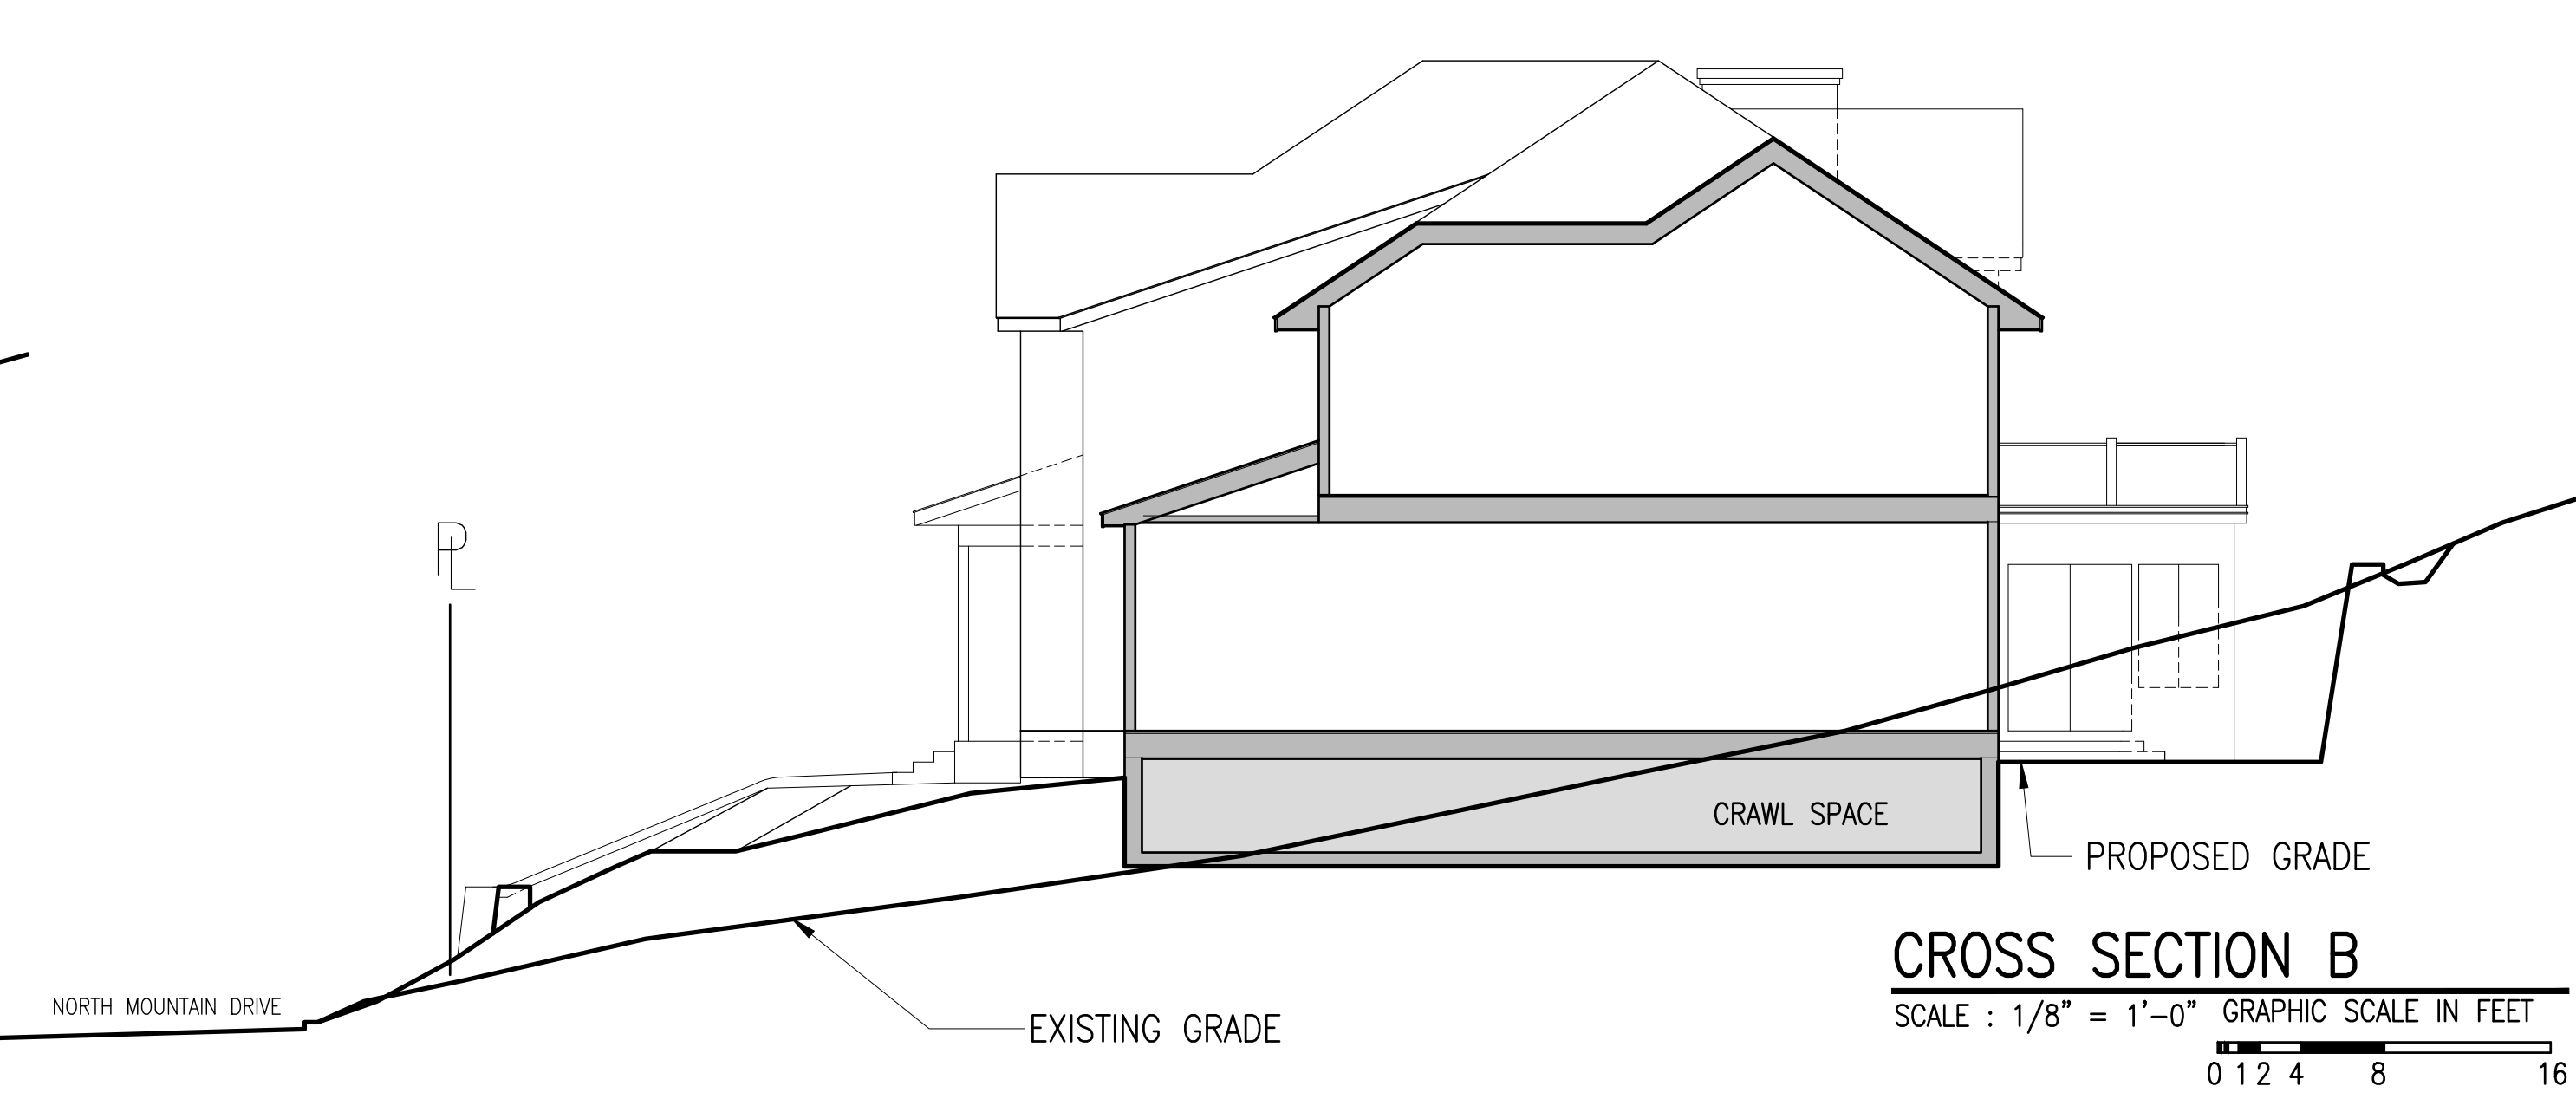 PL
CRAWL SPACE
PROPOSED GRADE
CROSS SECTION B
SCALE : 1/8" = 1'-0" GRAPHIC SCALE IN FEET
0 1 2 4 8 16
NORTH MOUNTAIN DRIVE
EXISTING GRADE